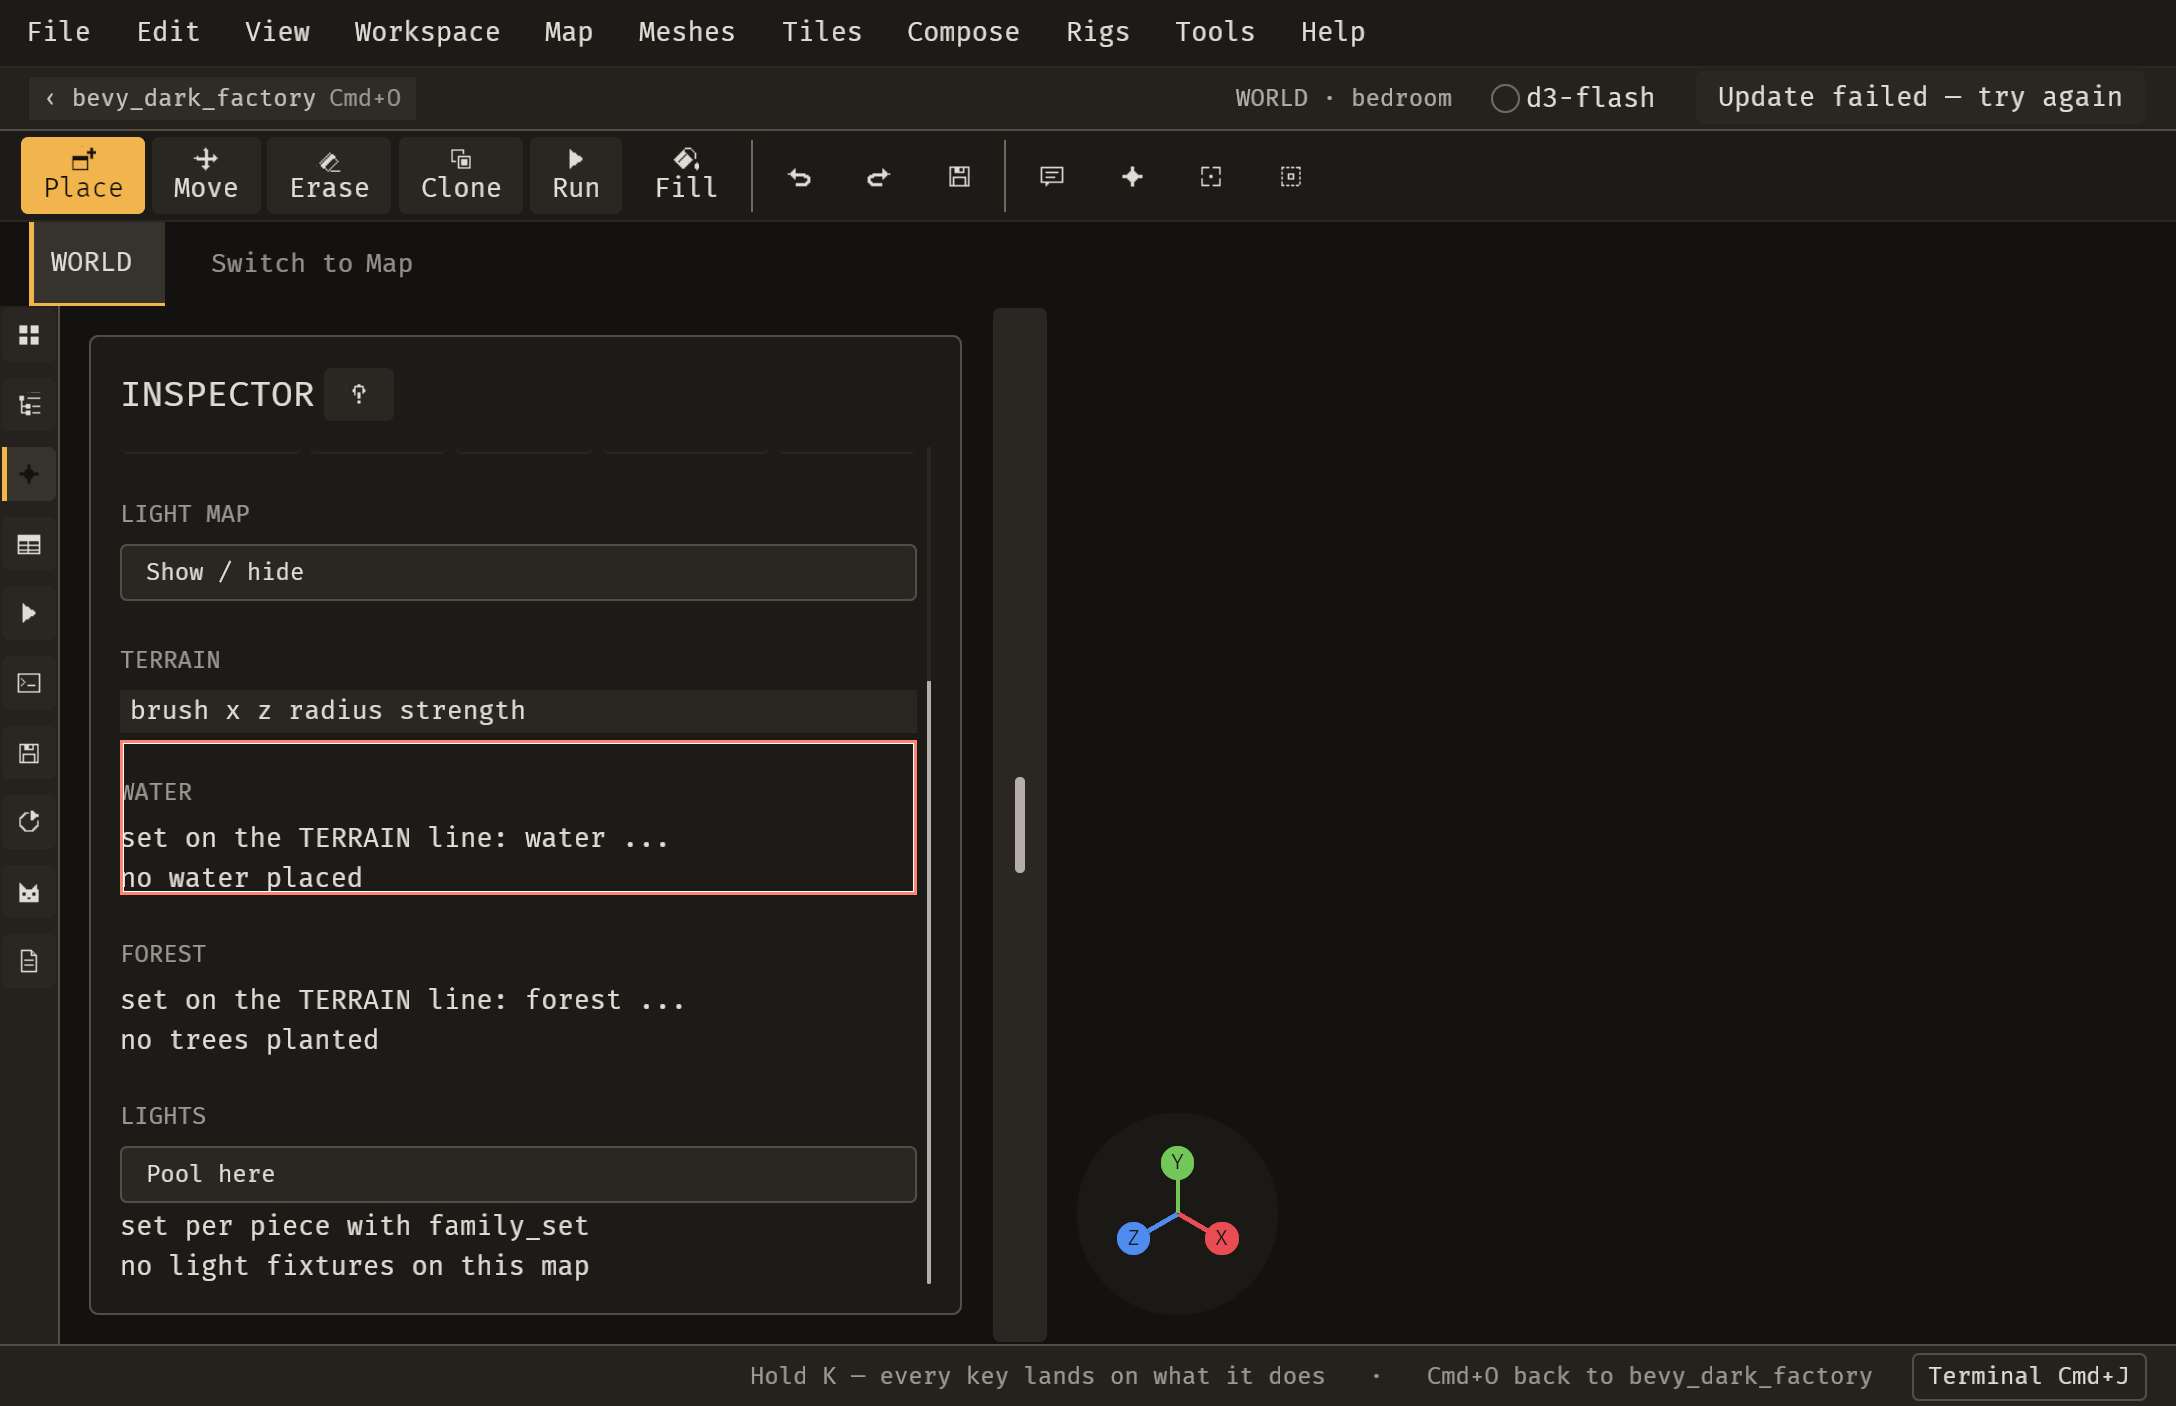 File Edit View Workspace Map Meshes Tiles Compose Rigs Tools Help
‹ bevy_dark_factory Cmd+O
WORLD · bedroom
d3-flash
Update failed — try again
Place Move Erase Clone Run Fill
WORLD Switch to Map
INSPECTOR ?
LIGHT MAP
Show / hide
TERRAIN
brush x z radius strength
WATER
set on the TERRAIN line: water ...
no water placed
FOREST
set on the TERRAIN line: forest ...
no trees planted
LIGHTS
Pool here
set per piece with family_set
no light fixtures on this map
Y
Z X
Hold K — every key lands on what it does · Cmd+O back to bevy_dark_factory
Terminal Cmd+J